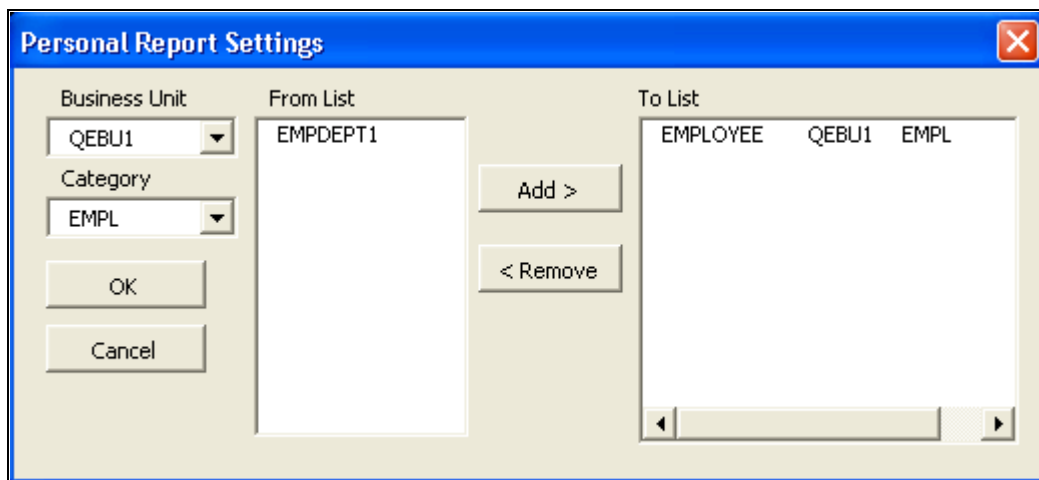 Personal Report Settings
Business Unit
QEBU1
Category
EMPL
OK
Cancel
From List
EMPDEPT1
Add >
< Remove
To List
EMPLOYEE QEBU1 EMPL